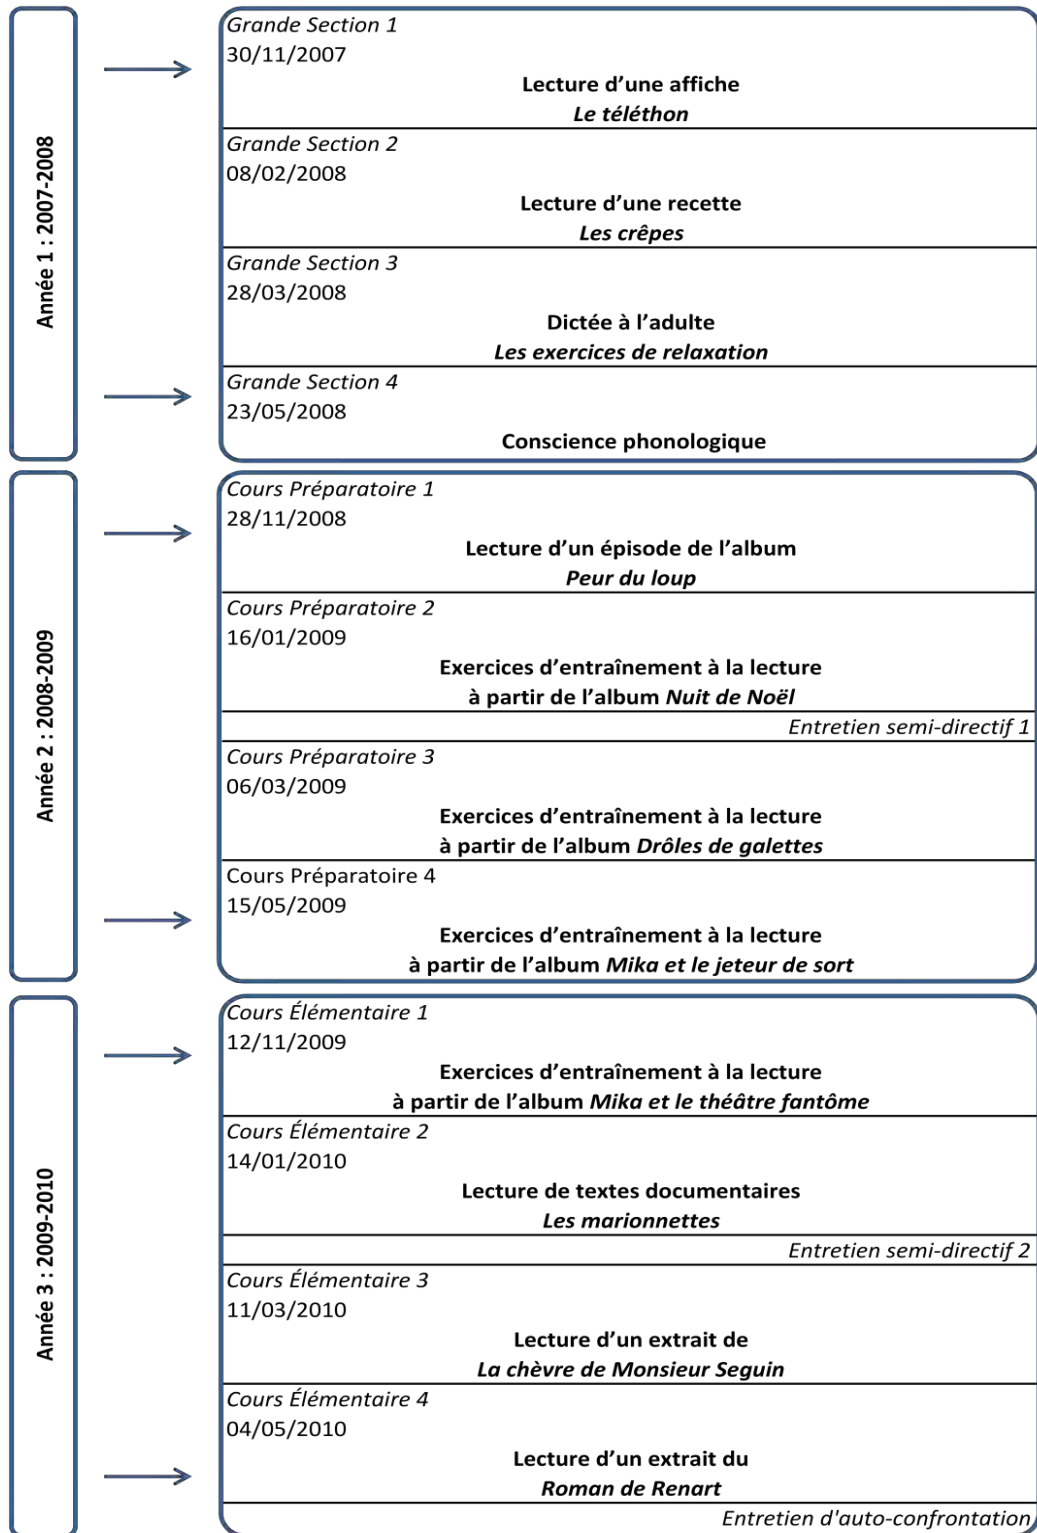 Année 1 : 2007-2008
Grande Section 1
30/11/2007
Lecture d’une affiche
Le téléthon
Grande Section 2
08/02/2008
Lecture d’une recette
Les crêpes
Grande Section 3
28/03/2008
Dictée à l’adulte
Les exercices de relaxation
Grande Section 4
23/05/2008
Conscience phonologique
Année 2 : 2008-2009
Cours Préparatoire 1
28/11/2008
Lecture d’un épisode de l’album
Peur du loup
Cours Préparatoire 2
16/01/2009
Exercices d’entraînement à la lecture
à partir de l’album Nuit de Noël
Entretien semi-directif 1
Cours Préparatoire 3
06/03/2009
Exercices d’entraînement à la lecture
à partir de l’album Drôles de galettes
Cours Préparatoire 4
15/05/2009
Exercices d’entraînement à la lecture
à partir de l’album Mika et le jeteur de sort
Année 3 : 2009-2010
Cours Élémentaire 1
12/11/2009
Exercices d’entraînement à la lecture
à partir de l’album Mika et le théâtre fantôme
Cours Élémentaire 2
14/01/2010
Lecture de textes documentaires
Les marionnettes
Entretien semi-directif 2
Cours Élémentaire 3
11/03/2010
Lecture d’un extrait de
La chèvre de Monsieur Seguin
Cours Élémentaire 4
04/05/2010
Lecture d’un extrait du
Roman de Renart
Entretien d'auto-confrontation